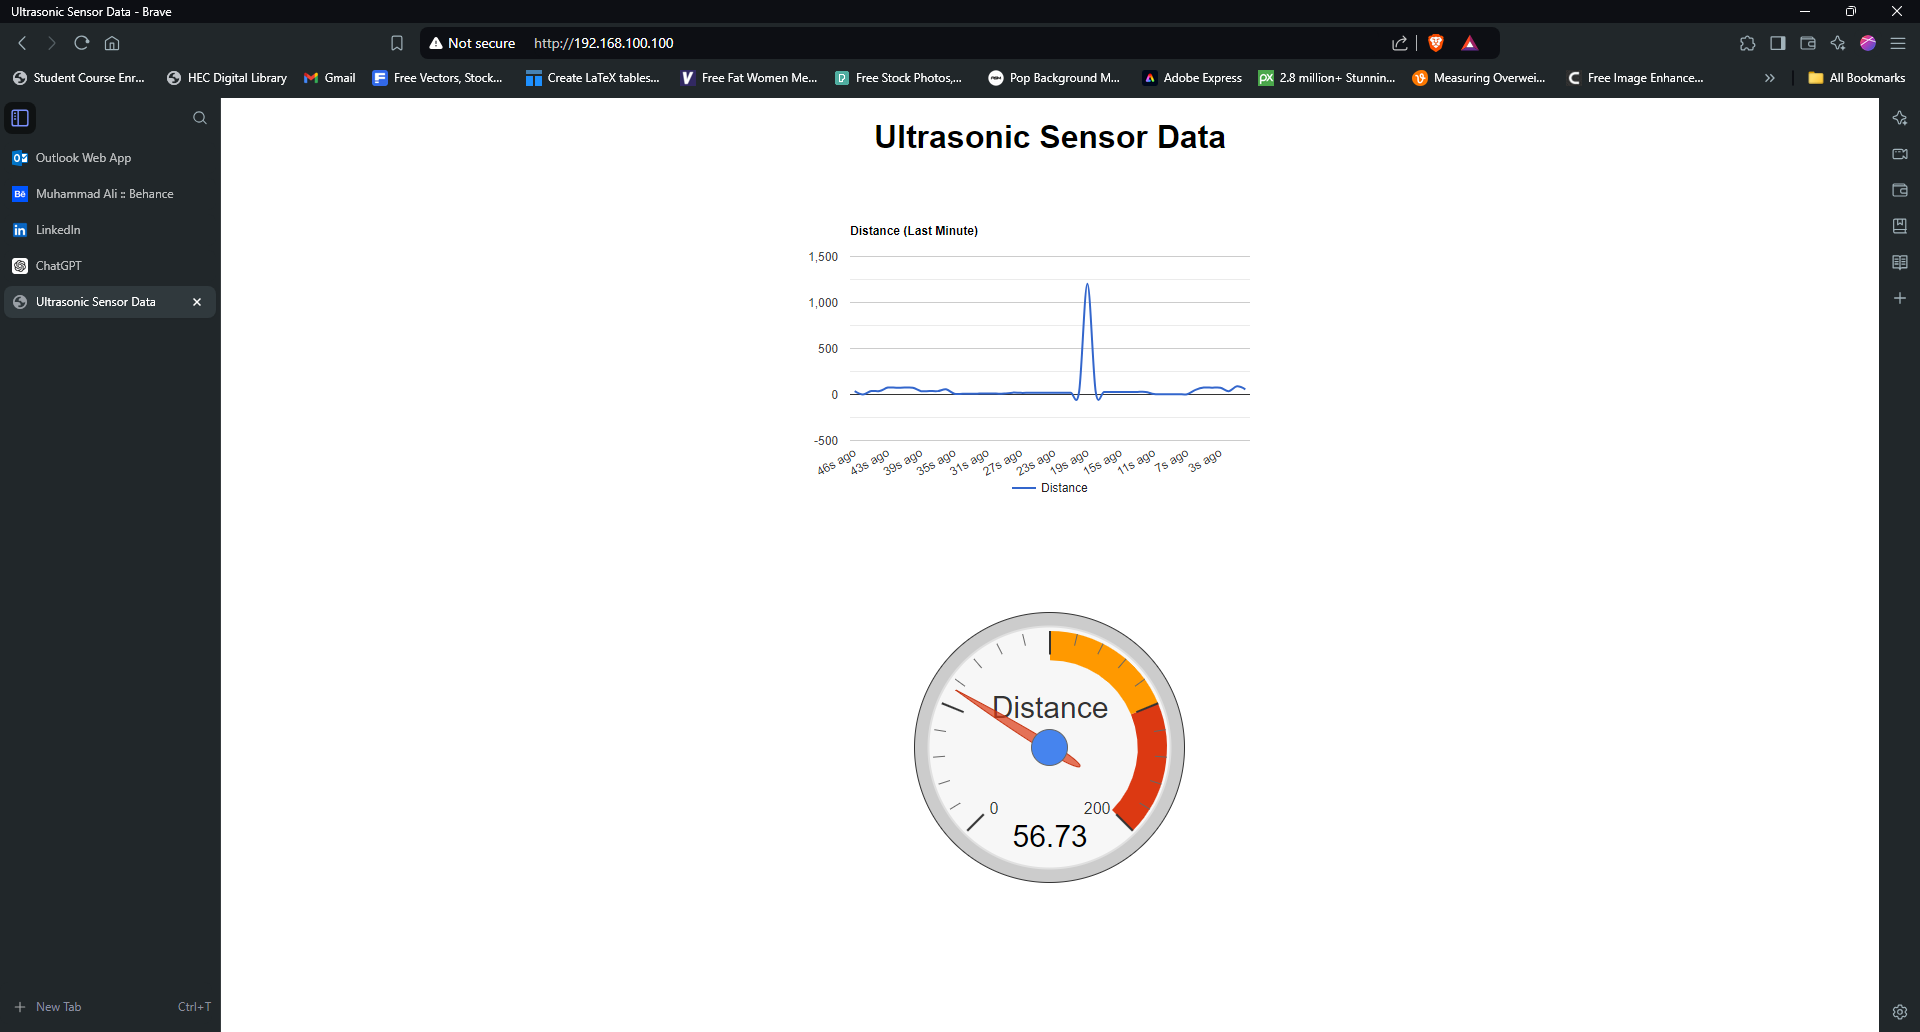 Ultrasonic Sensor Data - Brave
Not secure http://192.168.100.100
Student Course Enr... HEC Digital Library Gmail Free Vectors, Stock... Create LaTeX tables... Free Fat Women Me... Free Stock Photos,... Pop Background M... Adobe Express 2.8 million+ Stunnin... Measuring Overwei... Free Image Enhance... All Bookmarks
Outlook Web App
Muhammad Ali :: Behance
LinkedIn
ChatGPT
Ultrasonic Sensor Data
New Tab Ctrl+T
Ultrasonic Sensor Data
Distance (Last Minute)
1,500
1,000
500
0
-500
46s ago 43s ago 39s ago 35s ago 31s ago 27s ago 23s ago 19s ago 15s ago 11s ago 7s ago 3s ago
Distance
Distance
0 200
56.73